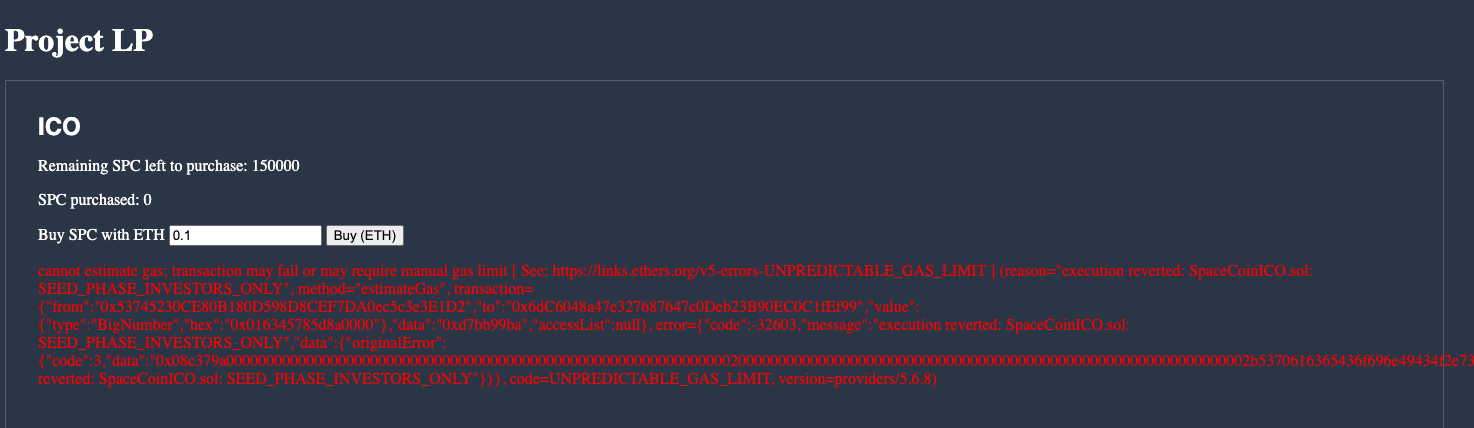 Project LP
ICO
Remaining SPC left to purchase: 150000
SPC purchased: 0
Buy SPC with ETH 0.1 Buy (ETH)
cannot estimate gas; transaction may fail or may require manual gas limit [ See: https://links.ethers.org/v5-errors-UNPREDICTABLE_GAS_LIMIT ] (reason="execution reverted: SpaceCoinICO.sol:
SEED_PHASE_INVESTORS_ONLY", method="estimateGas", transaction=
{"from":"0x53745230CE80B180D598D8CEF7DA0ec5c3e3E1D2","to":"0x6dC6048a47e327687647c0Deb23B90EC0C1fEf99","value":
{"type":"BigNumber","hex":"0x016345785d8a0000"},"data":"0xd7bb99ba","accessList":null}, error={"code":-32603,"message":"execution reverted: SpaceCoinICO.sol:
SEED_PHASE_INVESTORS_ONLY","data":{"originalError":
{"code":3,"data":
reverted: SpaceCoinICO.sol: SEED_PHASE_INVESTORS_ONLY"}}}, code=UNPREDICTABLE_GAS_LIMIT, version=providers/5.6.8)